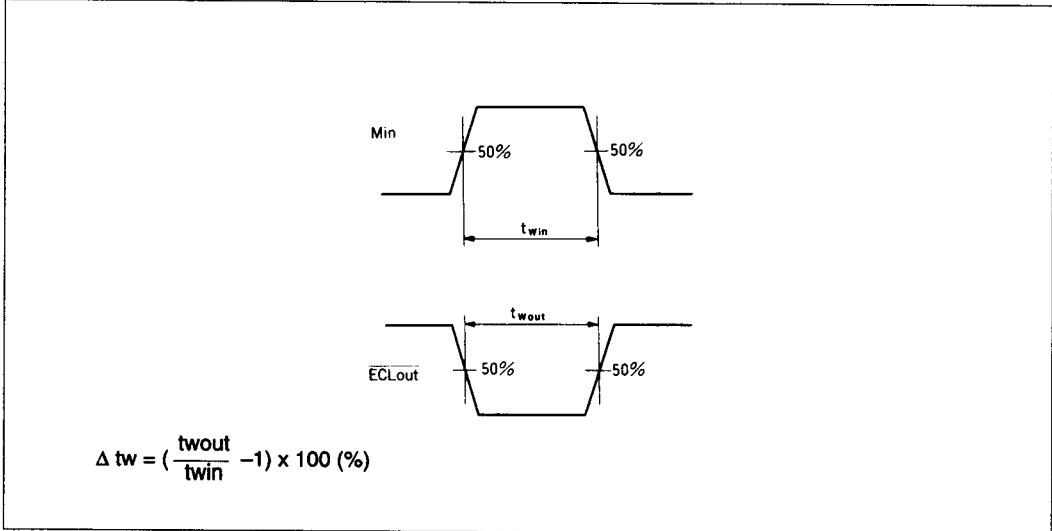 Min
50% 50%
twin
twout
ECLout
50% 50%
Δ tw = ( twout / twin −1) x 100 (%)